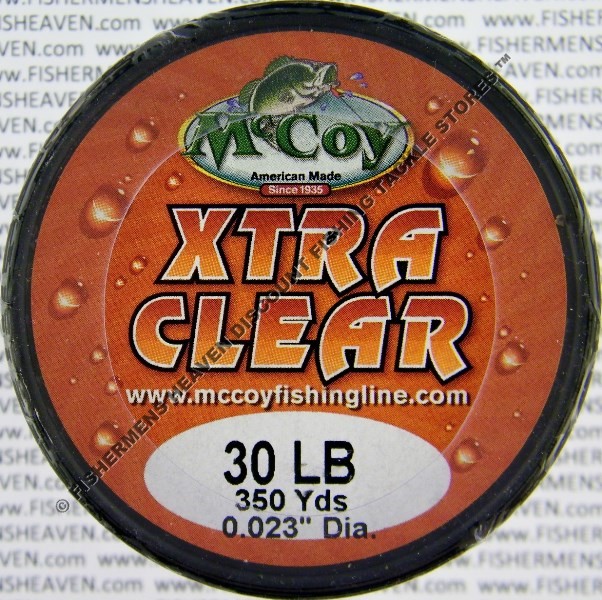 McCoy
American Made
Since 1935
XTRA
CLEAR
www.mccoyfishingline.com
30 LB
350 Yds
0.023" Dia.
© FISHERMENS HEAVEN DISCOUNT FISHING TACKLE STORES™
www.FISHERMENSHEAVEN.com